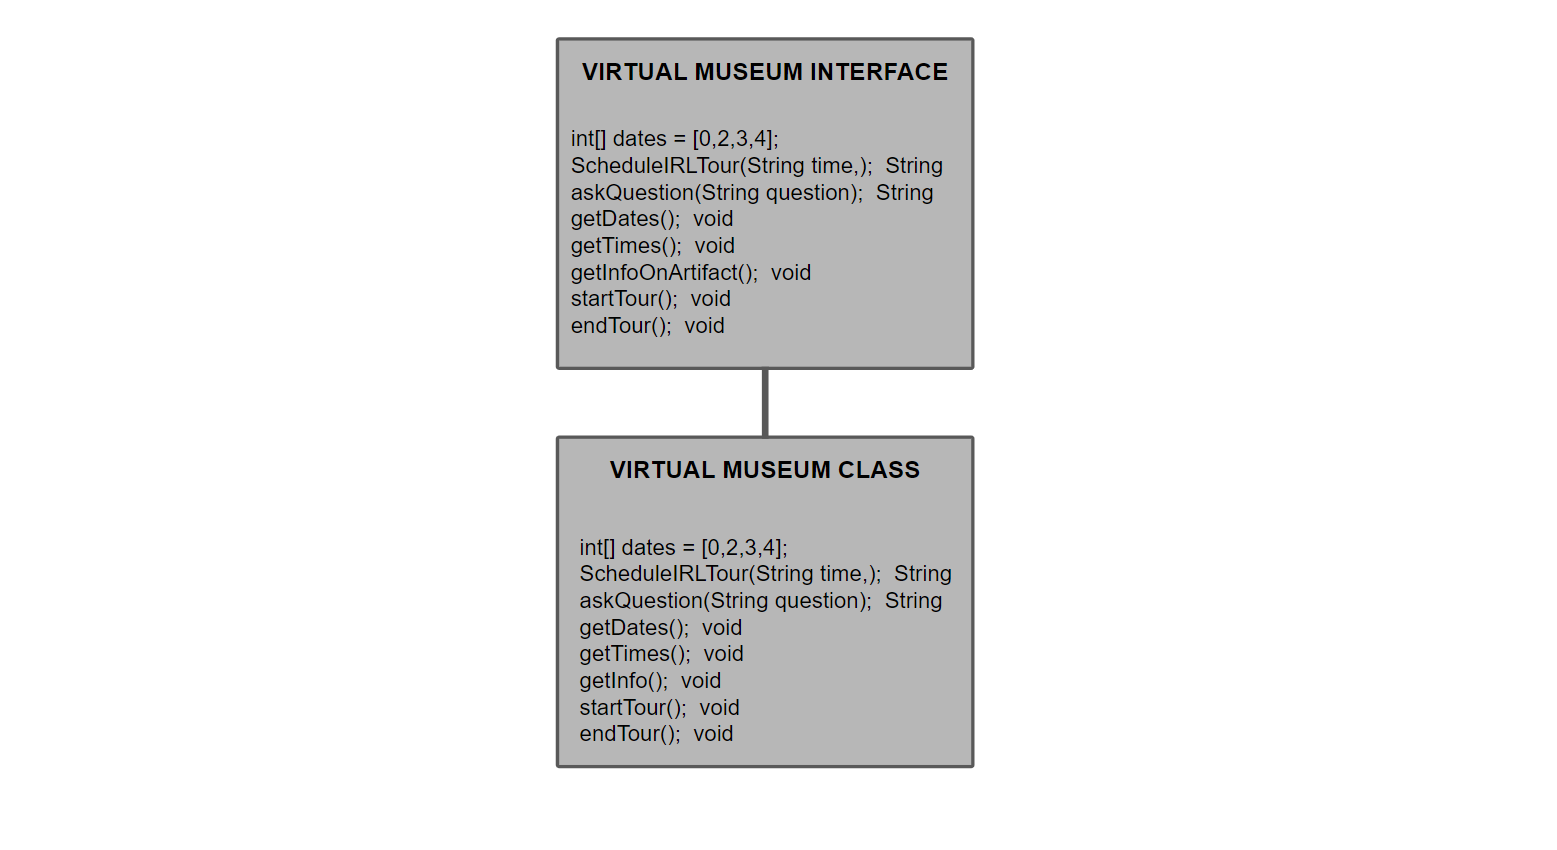 VIRTUAL MUSEUM INTERFACE
int[] dates = [0,2,3,4];
ScheduleIRLTour(String time,);  String
askQuestion(String question);  String
getDates();  void
getTimes();  void
getInfoOnArtifact();  void
startTour();  void
endTour();  void
VIRTUAL MUSEUM CLASS
int[] dates = [0,2,3,4];
ScheduleIRLTour(String time,);  String
askQuestion(String question);  String
getDates();  void
getTimes();  void
getInfo();  void
startTour();  void
endTour();  void